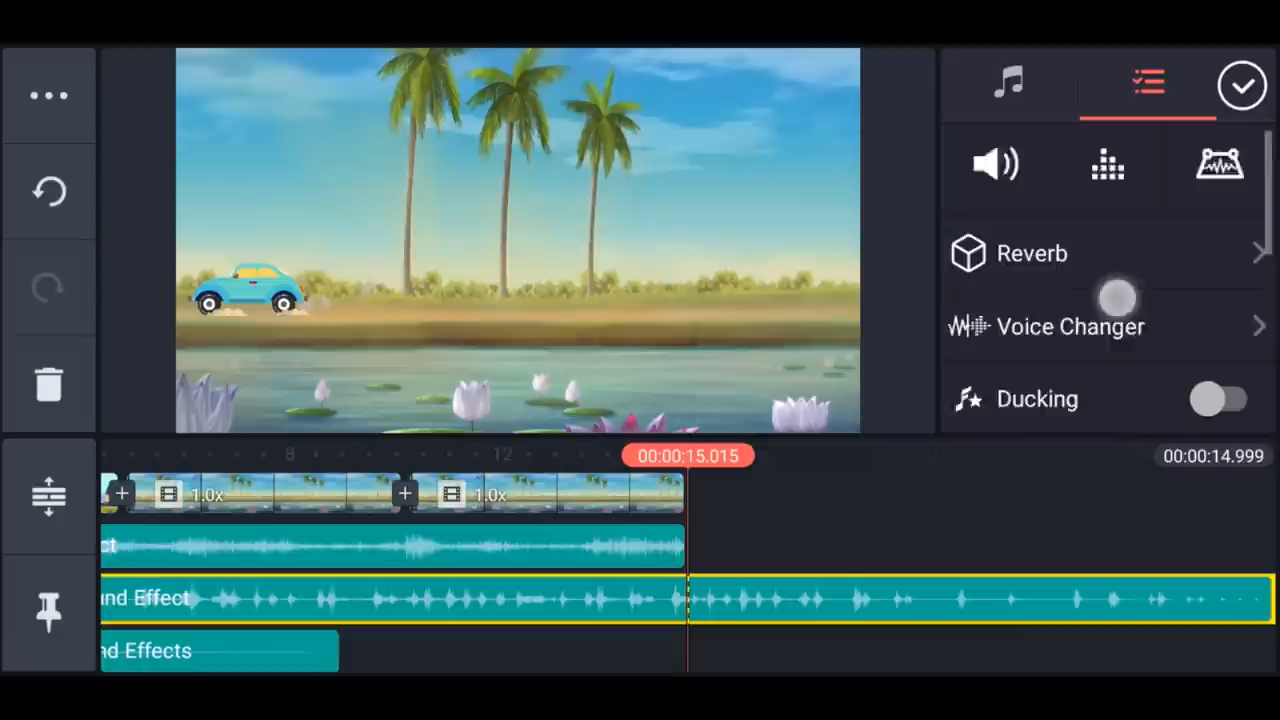 Reverb
Voice Changer
Ducking
8
12
00:00:15.015
00:00:14.999
1.0x
1.0x
ct
und Effect
nd Effects